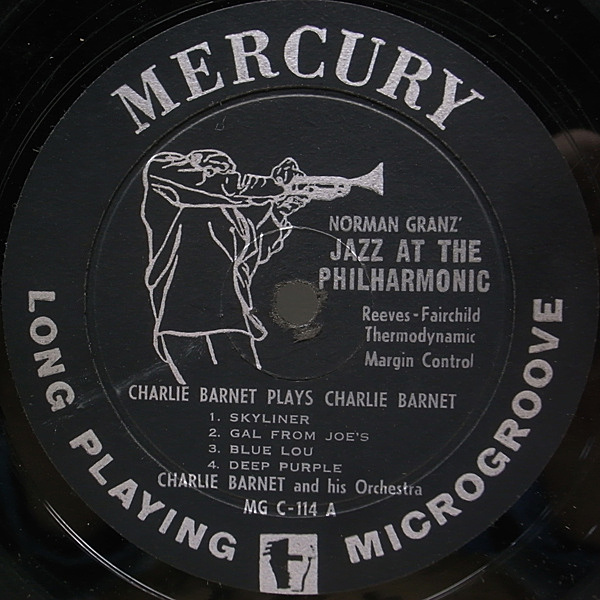 MERCURY
NORMAN GRANZ'
JAZZ AT THE
PHILHARMONIC
Reeves-Fairchild
Thermodynamic
Margin Control
CHARLIE BARNET PLAYS CHARLIE BARNET
1. SKYLINER
2. GAL FROM JOE'S
3. BLUE LOU
4. DEEP PURPLE
CHARLIE BARNET and his Orchestra
MG C-114 A
LONG PLAYING MICROGROOVE